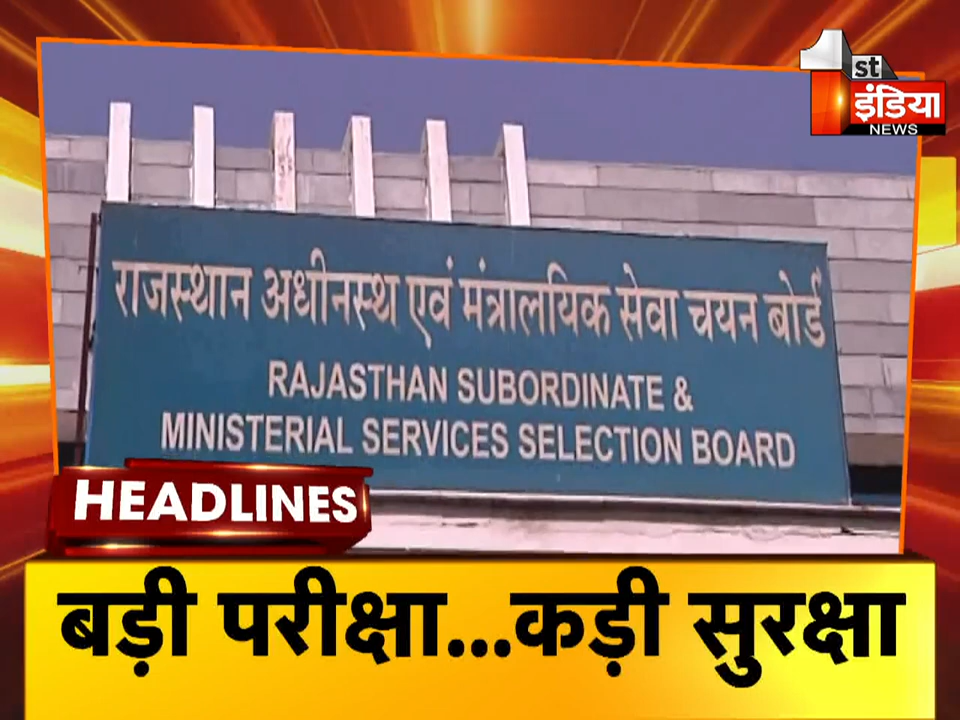 1st
इंडिया
NEWS
राजस्थान अधीनस्थ एवं मंत्रालयिक सेवा चयन बोर्ड
RAJASTHAN SUBORDINATE &
MINISTERIAL SERVICES SELECTION BOARD
HEADLINES
बड़ी परीक्षा...कड़ी सुरक्षा